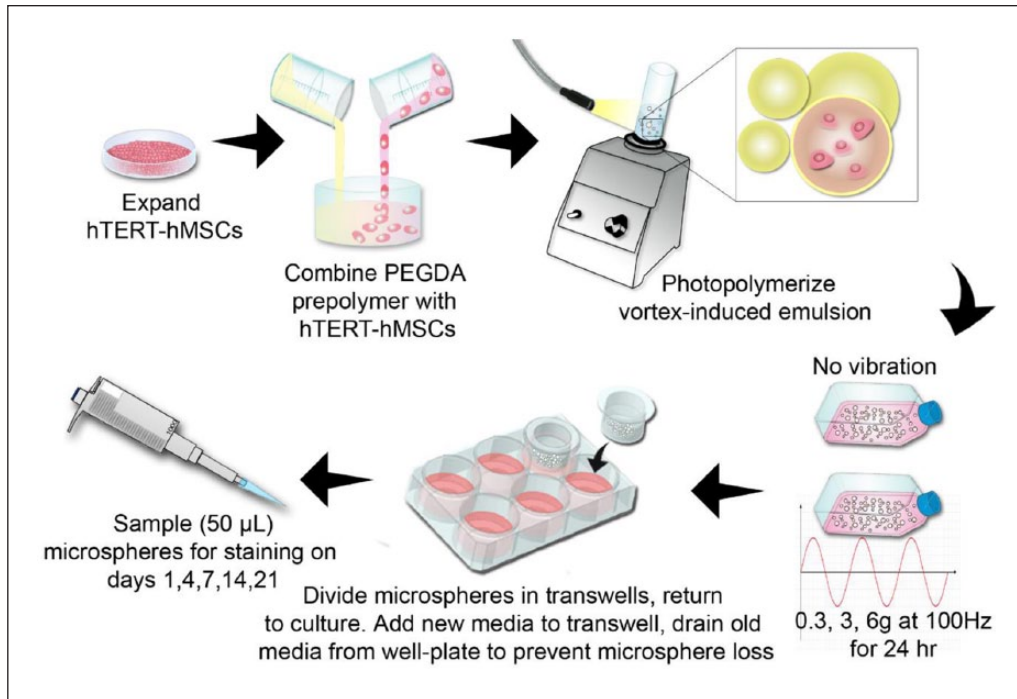 Expand
hTERT-hMSCs
Combine PEGDA
prepolymer with
hTERT-hMSCs
Photopolymerize
vortex-induced emulsion
No vibration
0.3, 3, 6g at 100Hz
for 24 hr
Divide microspheres in transwells, return
to culture. Add new media to transwell, drain old
media from well-plate to prevent microsphere loss
Sample (50 µL)
microspheres for staining on
days 1,4,7,14,21